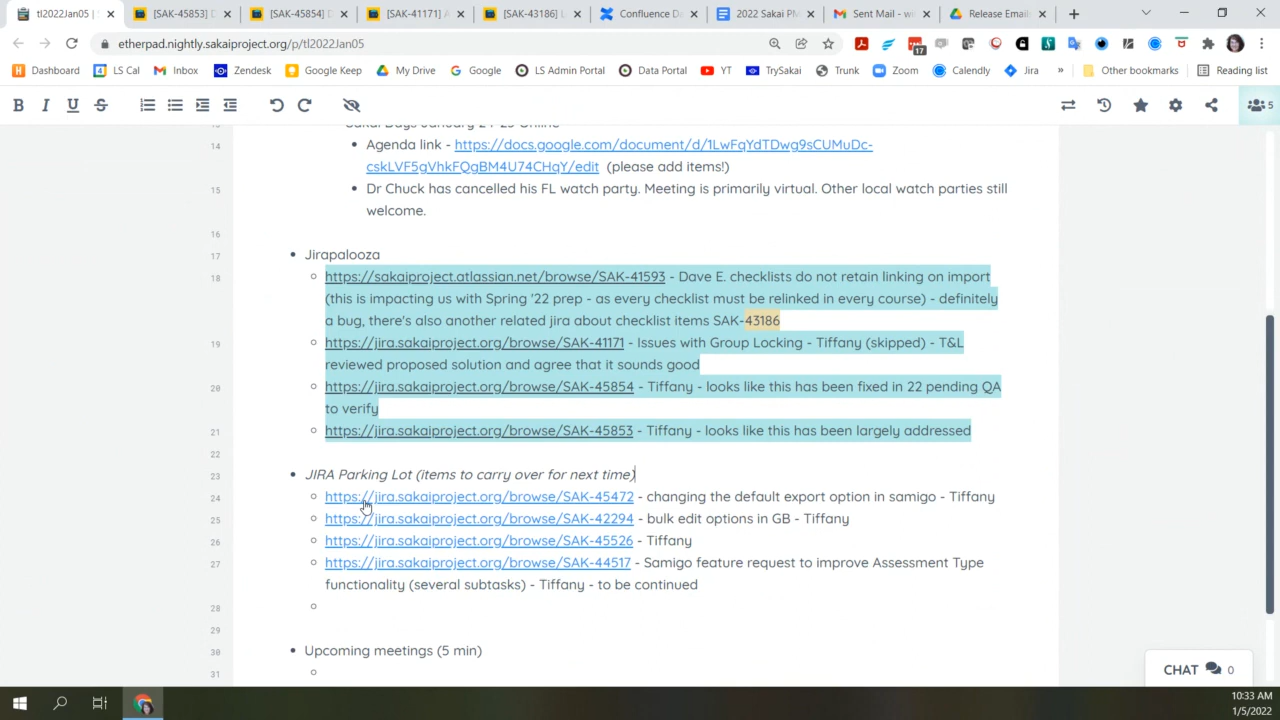 tl2022Jan05 | S
[SAK-45853] D
[SAK-45854] D
[SAK-41171] A
[SAK-43186] L
Confluence D
2022 Sakai PM
Sent Mail - wi
Release Email
etherpad.nightly.sakaiproject.org/p/tl2022Jan05
17
Dashboard
LS Cal
Inbox
Zendesk
Google Keep
My Drive
Google
LS Admin Portal
Data Portal
YT
TrySakai
Trunk
Zoom
Calendly
Jira
»
Other bookmarks
Reading list
5
14
Agenda link - https://docs.google.com/document/d/1LwFqYdTDwg9sCUMuDc-
cskLVF5gVhkFQgBM4U74CHqY/edit (please add items!)
15
Dr Chuck has cancelled his FL watch party. Meeting is primarily virtual. Other local watch parties still
welcome.
16
17
Jirapalooza
18
https://sakaiproject.atlassian.net/browse/SAK-41593 - Dave E. checklists do not retain linking on import
(this is impacting us with Spring '22 prep - as every checklist must be relinked in every course) - definitely
a bug, there's also another related jira about checklist items SAK-43186
19
https://jira.sakaiproject.org/browse/SAK-41171 - Issues with Group Locking - Tiffany (skipped) - T&L
reviewed proposed solution and agree that it sounds good
20
https://jira.sakaiproject.org/browse/SAK-45854 - Tiffany - looks like this has been fixed in 22 pending QA
to verify
21
https://jira.sakaiproject.org/browse/SAK-45853 - Tiffany - looks like this has been largely addressed
22
23
JIRA Parking Lot (items to carry over for next time)
24
https://jira.sakaiproject.org/browse/SAK-45472 - changing the default export option in samigo - Tiffany
25
https://jira.sakaiproject.org/browse/SAK-42294 - bulk edit options in GB - Tiffany
26
https://jira.sakaiproject.org/browse/SAK-45526 - Tiffany
27
https://jira.sakaiproject.org/browse/SAK-44517 - Samigo feature request to improve Assessment Type
functionality (several subtasks) - Tiffany - to be continued
28
29
30
Upcoming meetings (5 min)
31
CHAT 0
10:33 AM
1/5/2022